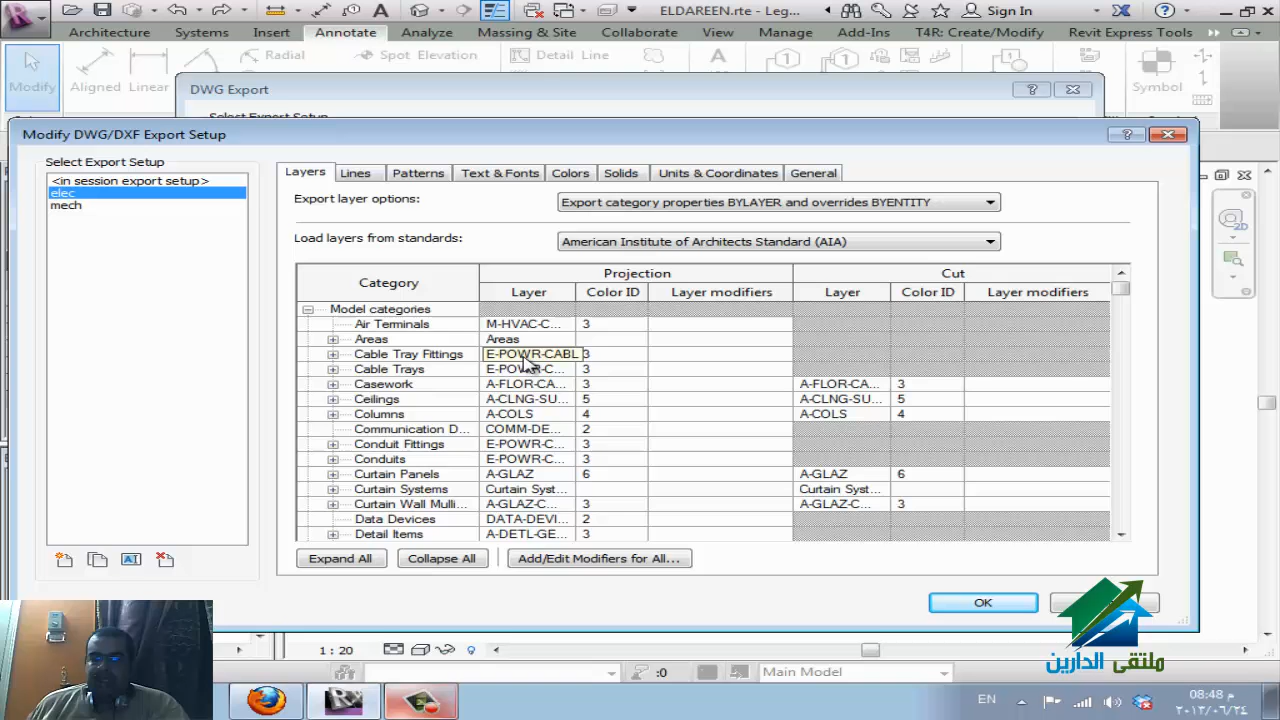 ELDAREEN.rte - Leg...
Sign In
Architecture Systems Insert Annotate Analyze Massing & Site Collaborate View Manage Add-Ins T4R: Create/Modify Revit Express Tools
Modify Aligned Linear Radial Spot Elevation Detail Line Symbol
DWG Export
Select Export Setup
Modify DWG/DXF Export Setup
Select Export Setup
<in session export setup>
elec
mech
Layers Lines Patterns Text & Fonts Colors Solids Units & Coordinates General
Export layer options: Export category properties BYLAYER and overrides BYENTITY
Load layers from standards: American Institute of Architects Standard (AIA)
Category Projection Cut
Layer Color ID Layer modifiers Layer Color ID Layer modifiers
Model categories
Air Terminals M-HVAC-C... 3
Areas Areas
Cable Tray Fittings E-POWR-CABL 3
Cable Trays E-POWR-C... 3
Casework A-FLOR-CA... 3 A-FLOR-CA... 3
Ceilings A-CLNG-SU... 5 A-CLNG-SU... 5
Columns A-COLS 4 A-COLS 4
Communication D... COMM-DE... 2
Conduit Fittings E-POWR-C... 3
Conduits E-POWR-C... 3
Curtain Panels A-GLAZ 6 A-GLAZ 6
Curtain Systems Curtain Syst... Curtain Syst...
Curtain Wall Mulli... A-GLAZ-C... 3 A-GLAZ-C... 3
Data Devices DATA-DEVI... 2
Detail Items A-DETL-GE... 3
Expand All Collapse All Add/Edit Modifiers for All...
OK
ملتقى الدارين
1 : 20
:0 Main Model
EN
08:48 م
٢٠١٣/٠٦/٢٤